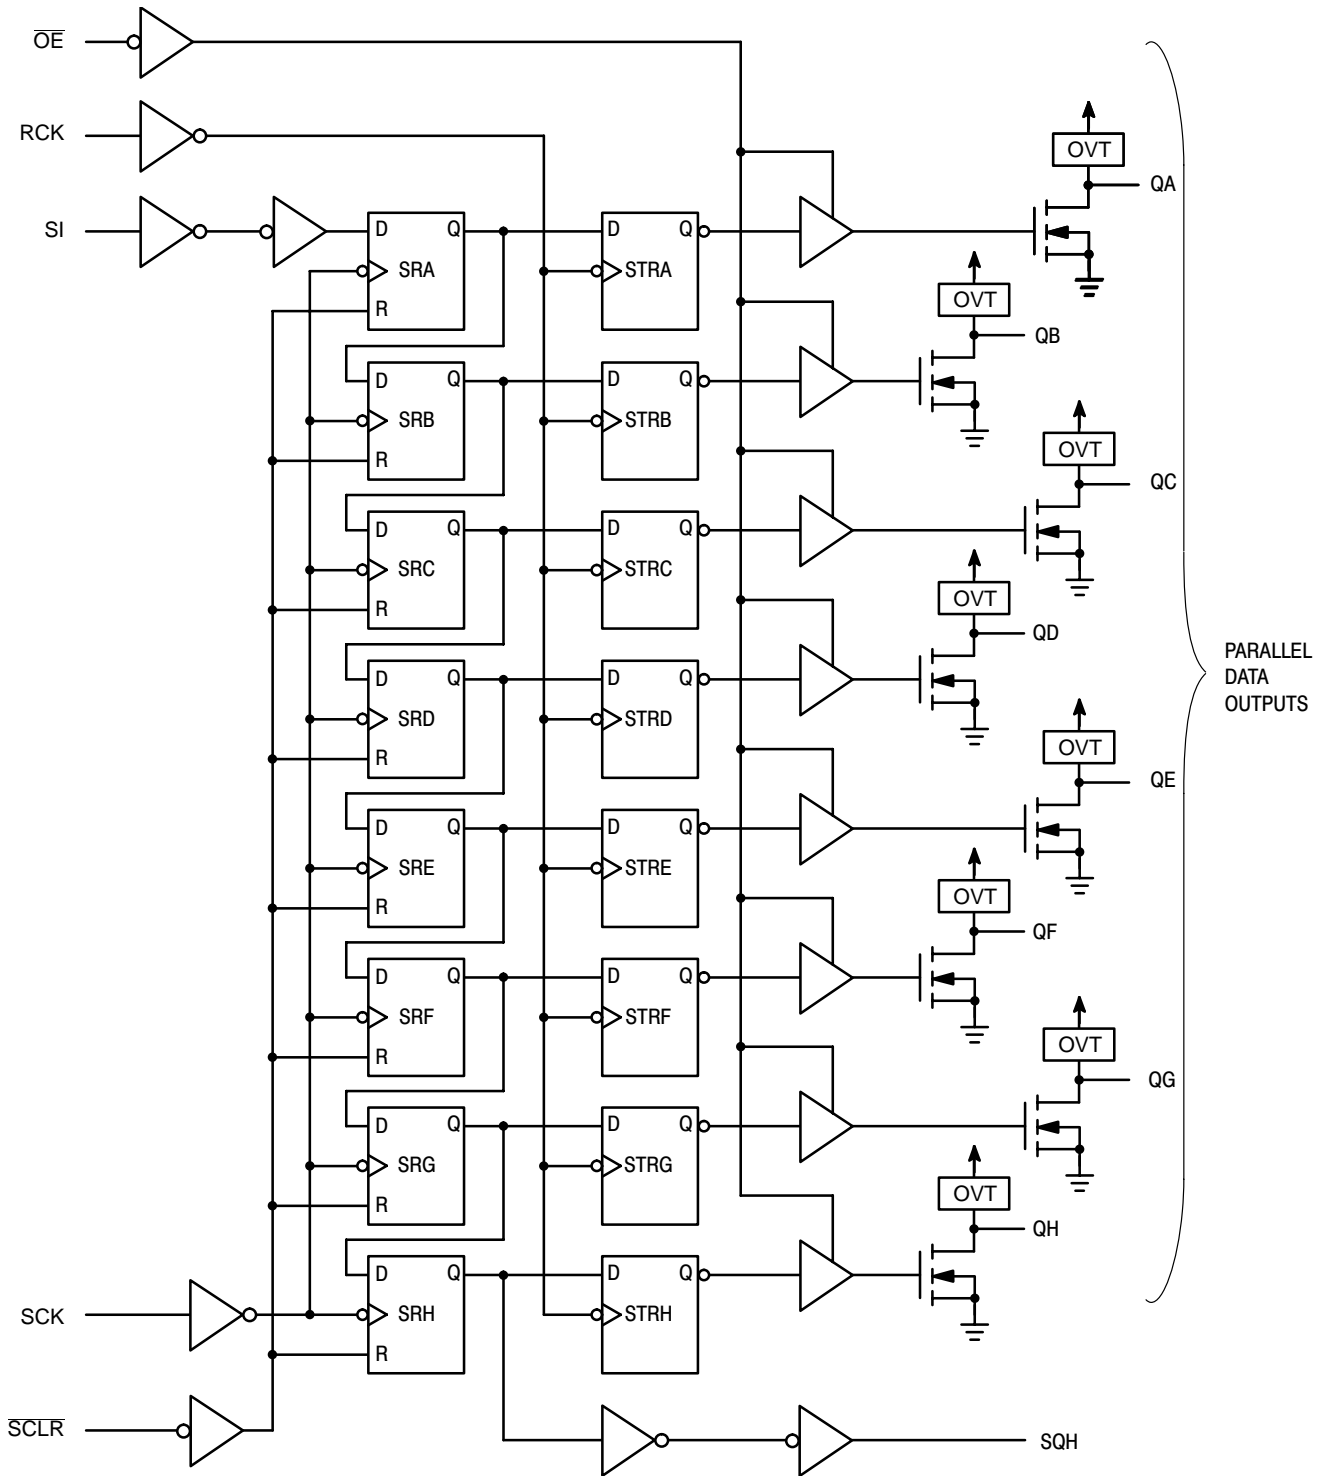 OE
RCK
SI
D Q
SRA
R
D Q
STRA
OVT
QA
D Q
SRB
R
D Q
STRB
OVT
QB
D Q
SRC
R
D Q
STRC
OVT
QC
D Q
SRD
R
D Q
STRD
OVT
QD
D Q
SRE
R
D Q
STRE
OVT
QE
D Q
SRF
R
D Q
STRF
OVT
QF
D Q
SRG
R
D Q
STRG
OVT
QG
D Q
SRH
R
D Q
STRH
OVT
QH
PARALLEL
DATA
OUTPUTS
SCK
SCLR
SQH